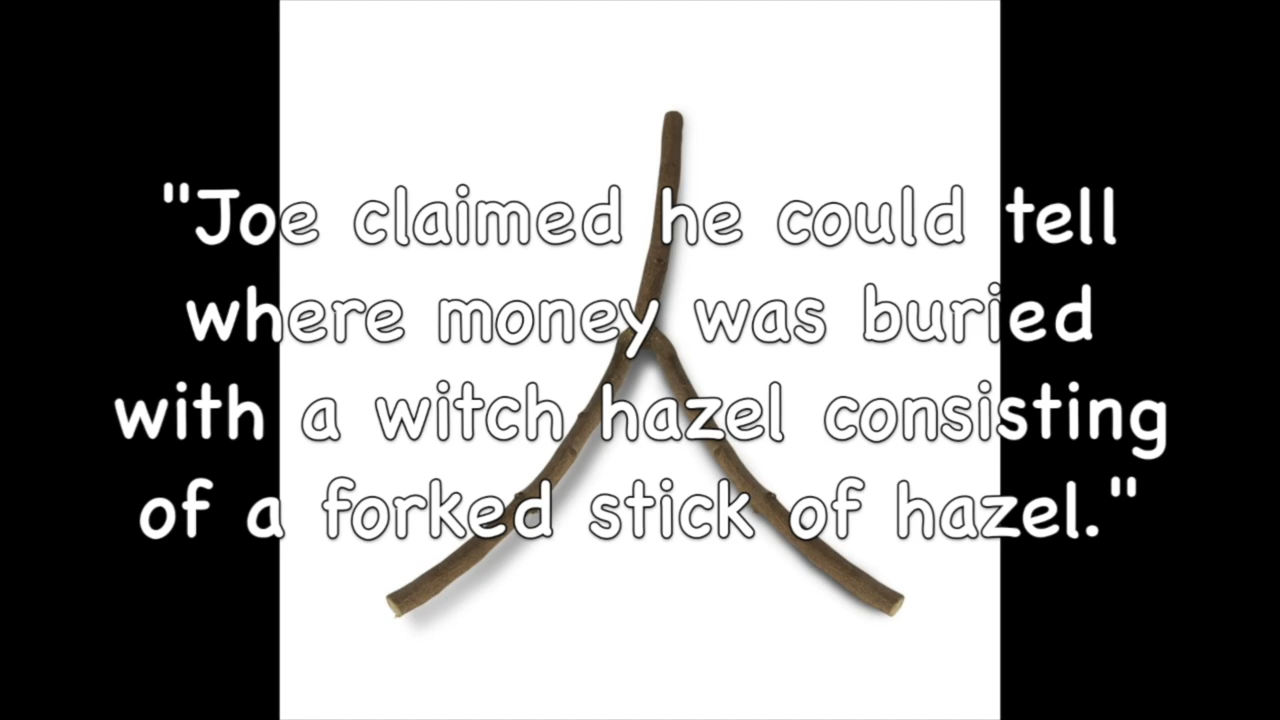 "Joe claimed he could tell
where money was buried
with a witch hazel consisting
of a forked stick of hazel."